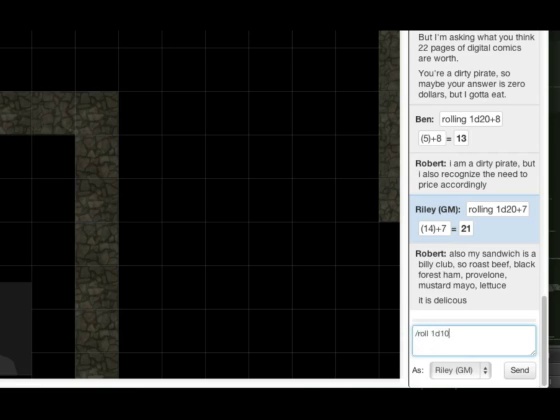 But I'm asking what you think
22 pages of digital comics
are worth.
You're a dirty pirate, so
maybe your answer is zero
dollars, but I gotta eat.
Ben: rolling 1d20+8
(5)+8 = 13
Robert: i am a dirty pirate, but
i also recognize the need to
price accordingly
Riley (GM): rolling 1d20+7
(14)+7 = 21
Robert: also my sandwich is a
billy club, so roast beef, black
forest ham, provelone,
mustard mayo, lettuce
it is delicous
/roll 1d10
As: Riley (GM) Send